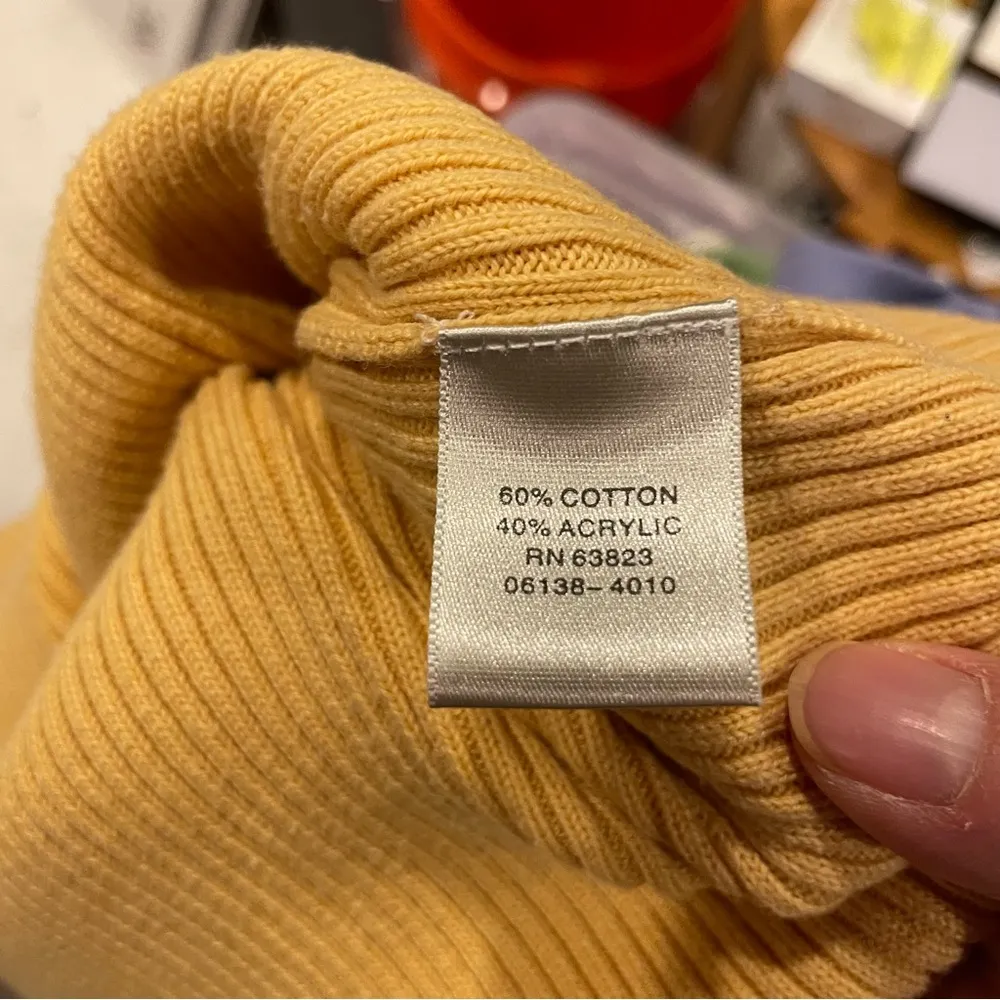 60% COTTON
40% ACRYLIC
RN 63823
06138-4010